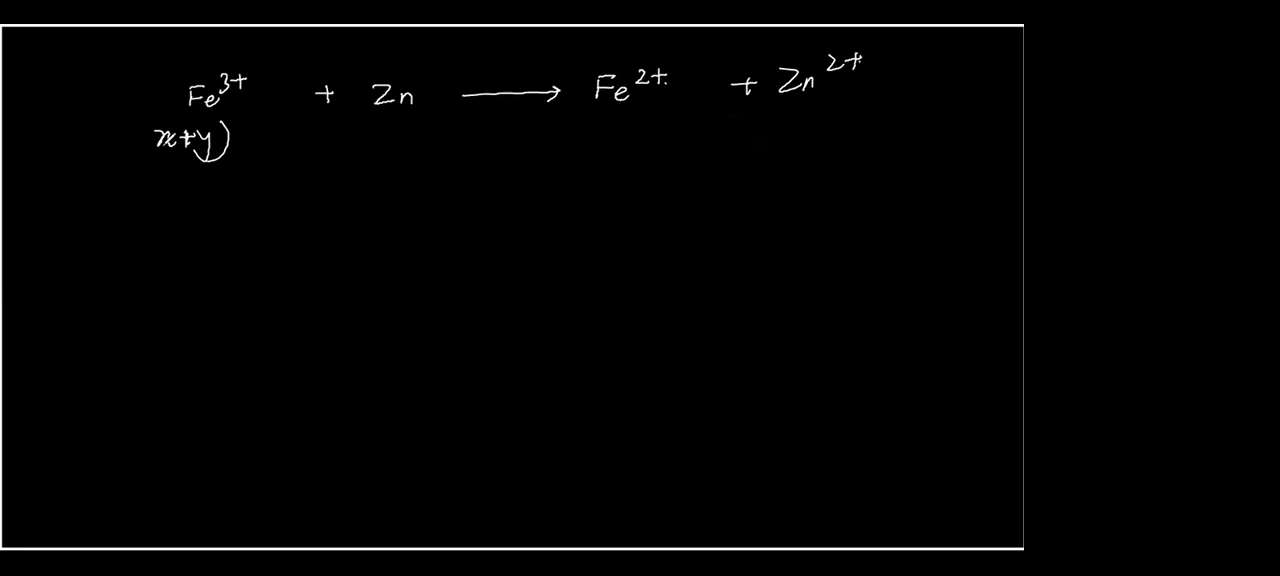 Fe³⁺ + Zn ⟶ Fe²⁺ + Zn²⁺
x+y)